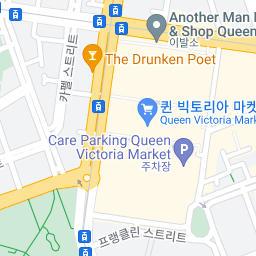 Another Man
& Shop Queen
이발소
카펠 스트리트
The Drunken Poet
퀸 빅토리아 마켓
Queen Victoria Mark
Care Parking Queen
Victoria Market
주차장
프랭클린 스트리트